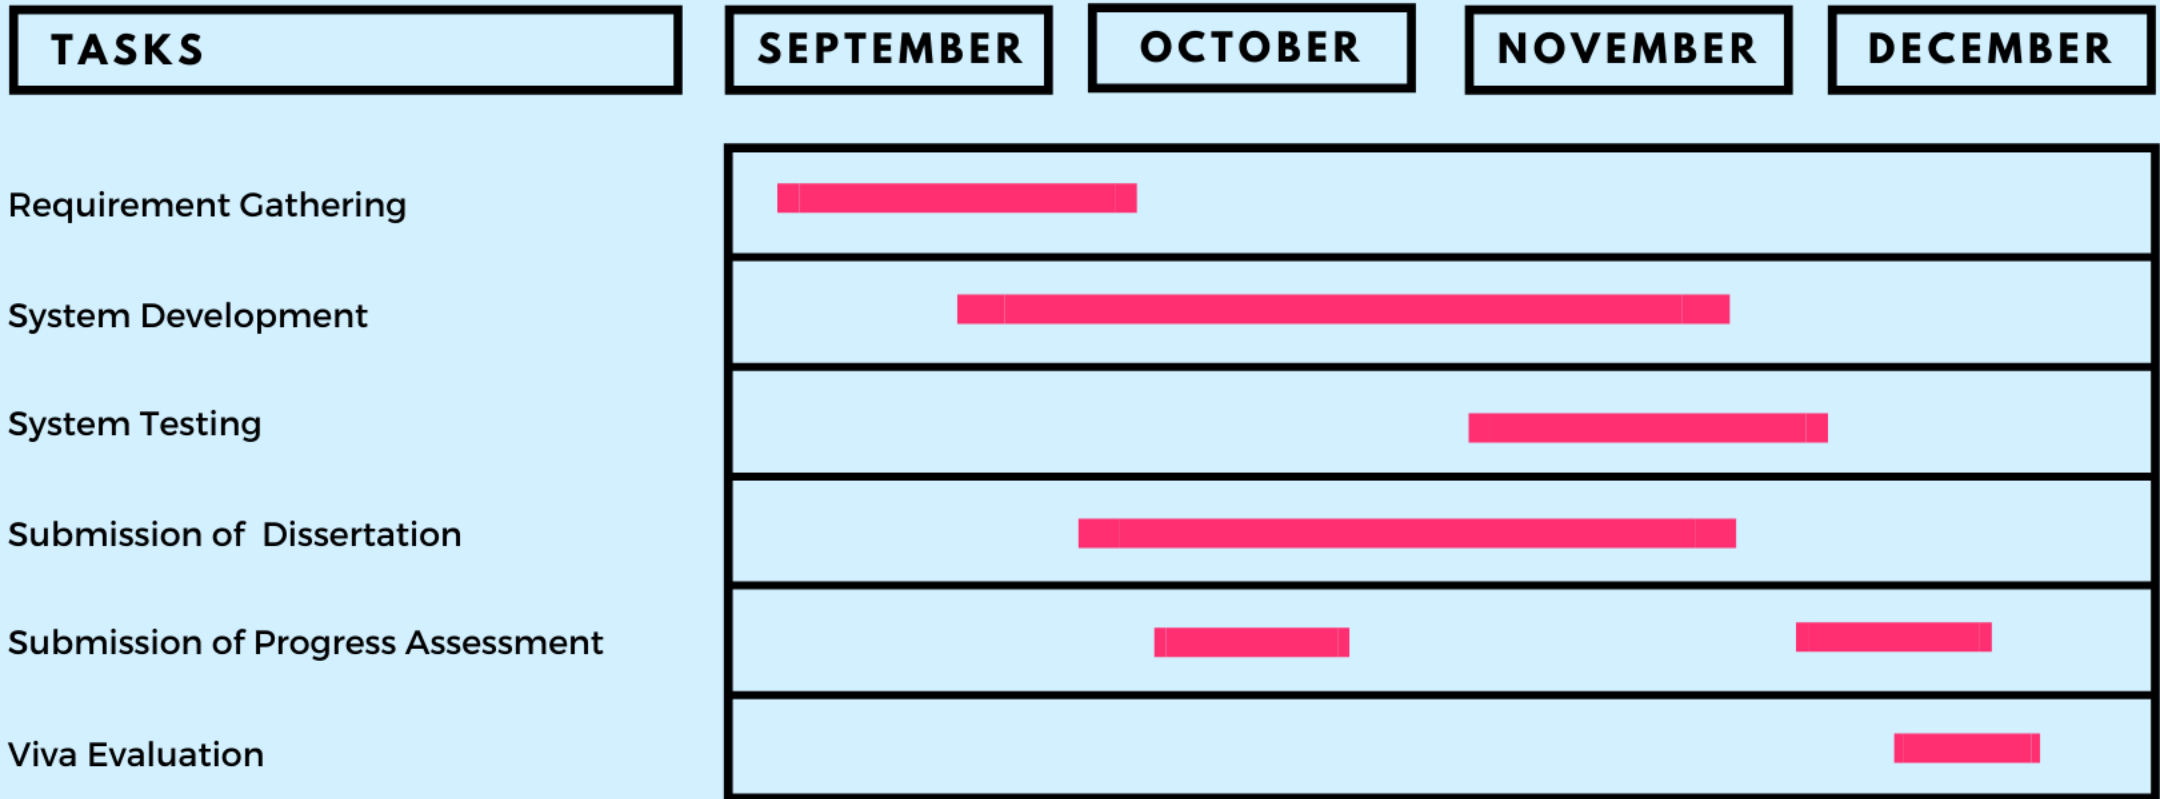 TASKS
SEPTEMBER
OCTOBER
NOVEMBER
DECEMBER
Requirement Gathering
System Development
System Testing
Submission of  Dissertation
Submission of Progress Assessment
Viva Evaluation